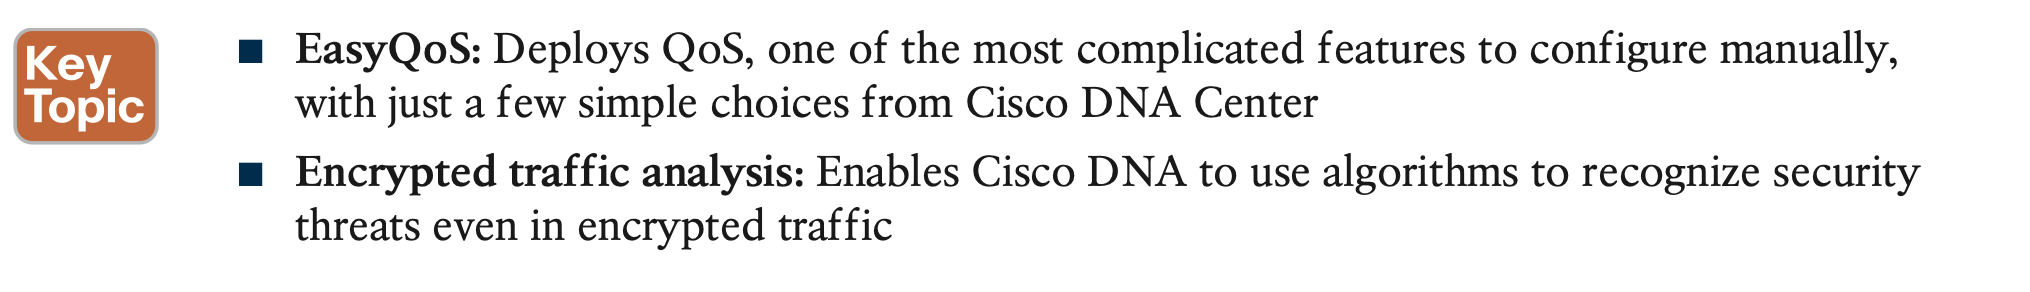 Key
Topic
■ EasyQoS: Deploys QoS, one of the most complicated features to configure manually,
with just a few simple choices from Cisco DNA Center
■ Encrypted traffic analysis: Enables Cisco DNA to use algorithms to recognize security
threats even in encrypted traffic